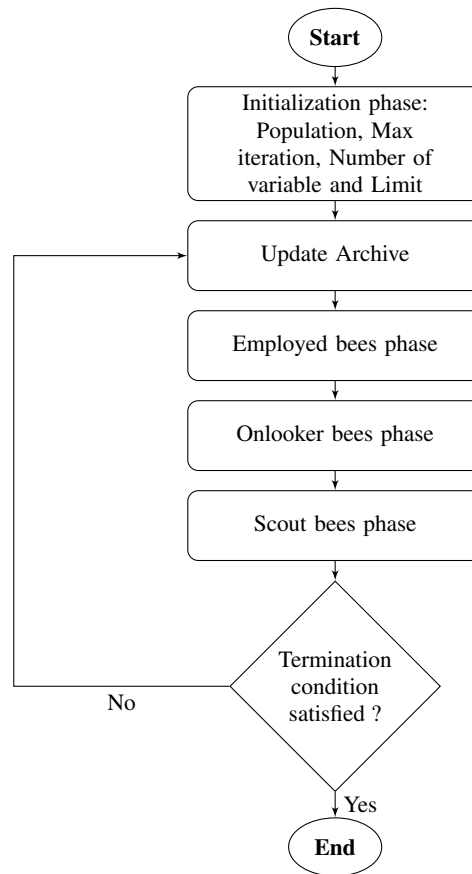 Start
Initialization phase:
Population, Max
iteration, Number of
variable and Limit
Update Archive
Employed bees phase
Onlooker bees phase
Scout bees phase
Termination
condition
satisfied ?
No
Yes
End